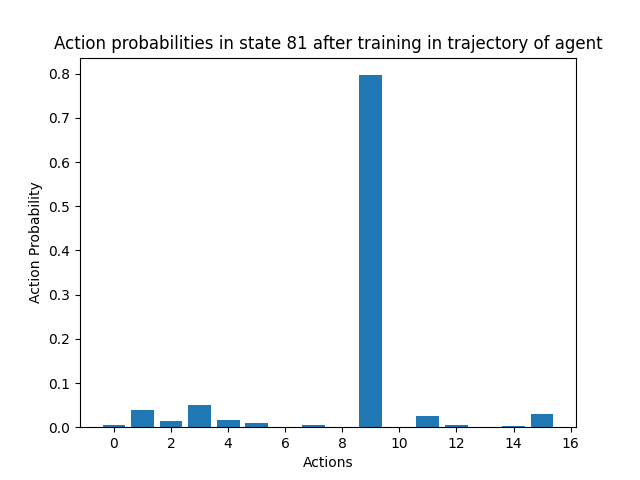 Action probabilities in state 81 after training in trajectory of agent
0.8
0.7
0.6
0.5
0.4
0.3
0.2
0.1
0.0
Action Probability
0 2 4 6 8 10 12 14 16
Actions